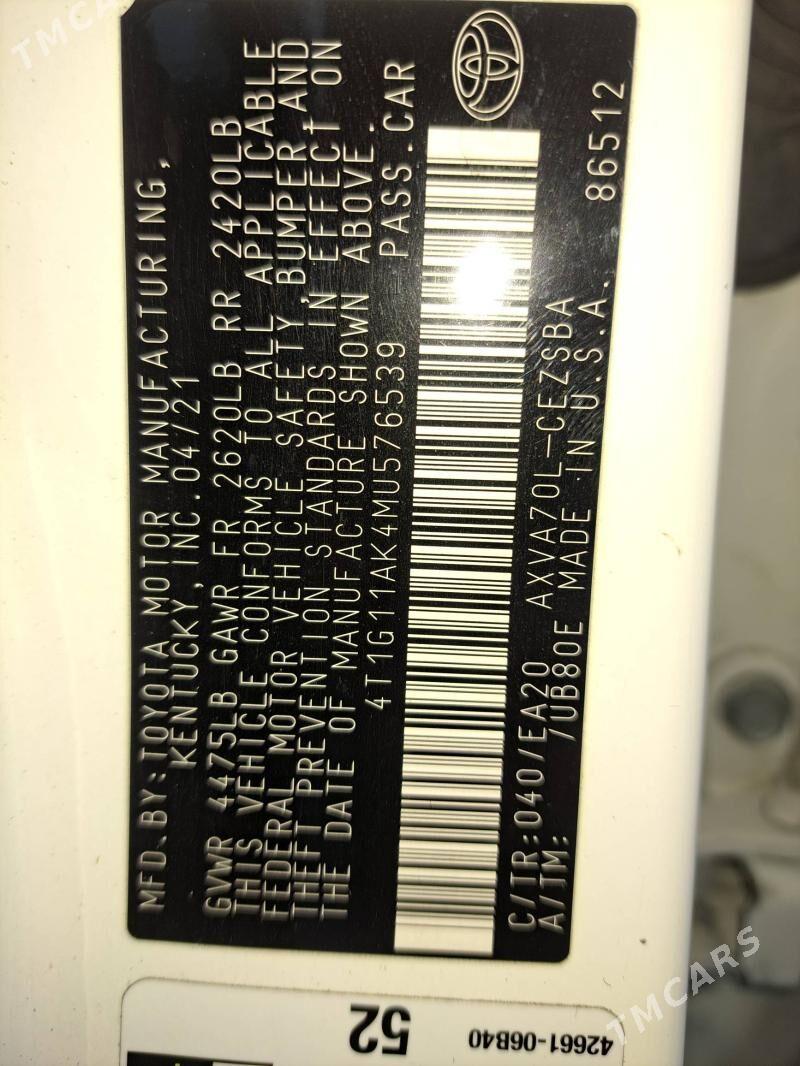 MFD.BY:TOYOTA MOTOR MANUFACTURING,
KENTUCKY, INC.04/21
GVWR 4475LB GAWR FR 2620LB RR 2420LB
THIS VEHICLE CONFORMS TO ALL APPLICABLE
FEDERAL MOTOR VEHICLE SAFETY, BUMPER AND
THEFT PREVENTION STANDARDS IN EFFECT ON
THE DATE OF MANUFACTURE SHOWN ABOVE.
4T1G11AK4MU576539 PASS.CAR
C/TR:040/EA20 AXVA70L-CEZSBA
A/TM: /UB80E MADE IN U.S.A. 86512
52
42661-06B40
TMCARS
TMCARS